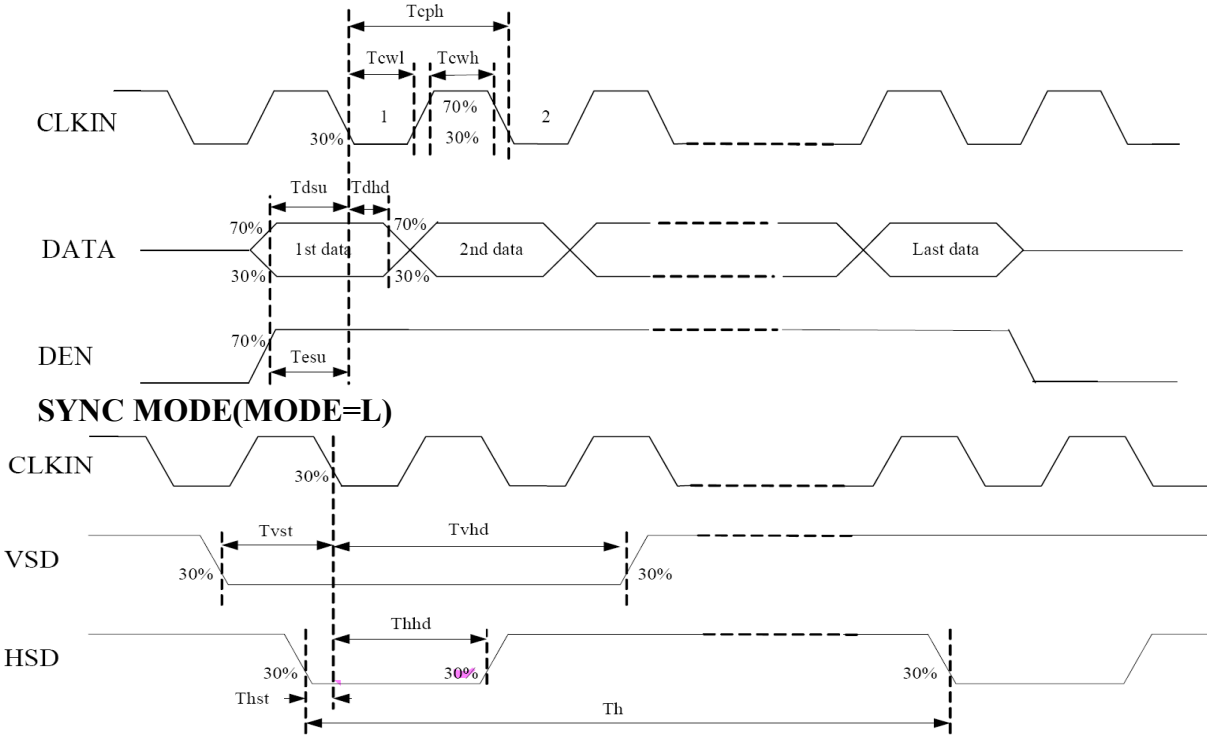 Tcph
Tcwl Tcwh
CLKIN 30% 1 70% 30% 2
Tdsu Tdhd
DATA 70% 30% 1st data 70% 30% 2nd data Last data
DEN 70% Tesu
SYNC MODE(MODE=L)
CLKIN 30%
VSD 30% Tvst Tvhd 30%
HSD 30% Thhd 30% 30%
Thst
Th